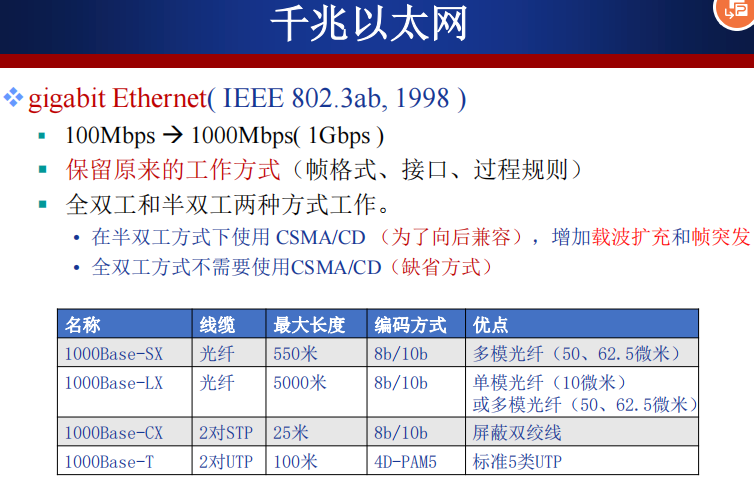 千兆以太网
gigabit Ethernet( IEEE 802.3ab, 1998 )
100Mbps → 1000Mbps( 1Gbps )
保留原来的工作方式（帧格式、接口、过程规则）
全双工和半双工两种方式工作。
• 在半双工方式下使用 CSMA/CD （为了向后兼容），增加载波扩充和帧突发
• 全双工方式不需要使用CSMA/CD（缺省方式）
名称 线缆 最大长度 编码方式 优点
1000Base-SX 光纤 550米 8b/10b 多模光纤（50、62.5微米）
1000Base-LX 光纤 5000米 8b/10b 单模光纤（10微米）
或多模光纤（50、62.5微米）
1000Base-CX 2对STP 25米 8b/10b 屏蔽双绞线
1000Base-T 2对UTP 100米 4D-PAM5 标准5类UTP